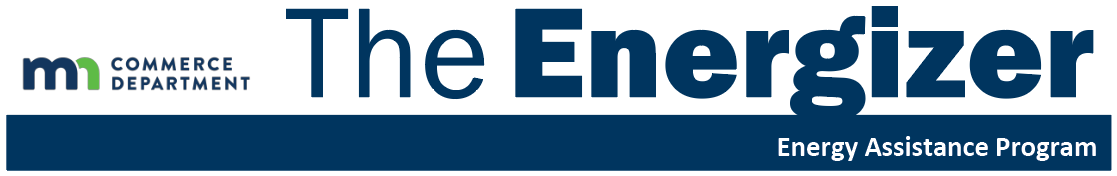 mn COMMERCE
DEPARTMENT
The Energizer
Energy Assistance Program